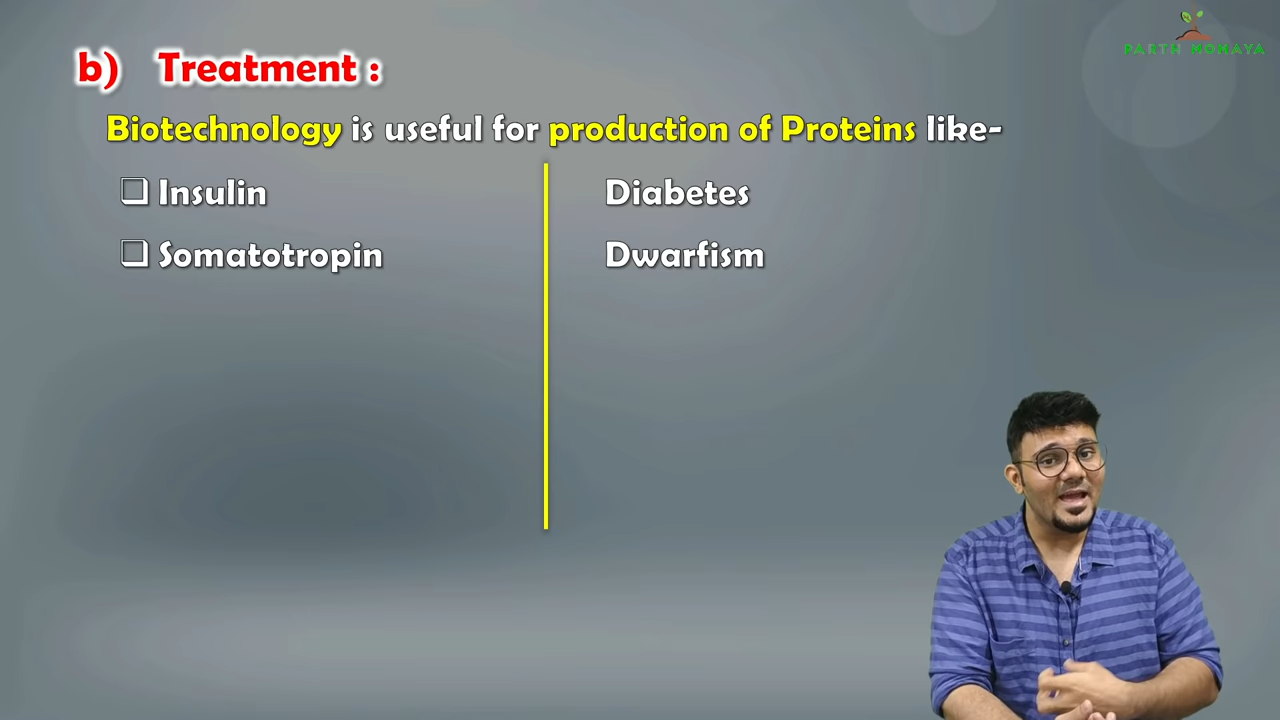 PARTH MOMAYA
b) Treatment :
Biotechnology is useful for production of Proteins like-
❑ Insulin Diabetes
❑ Somatotropin Dwarfism